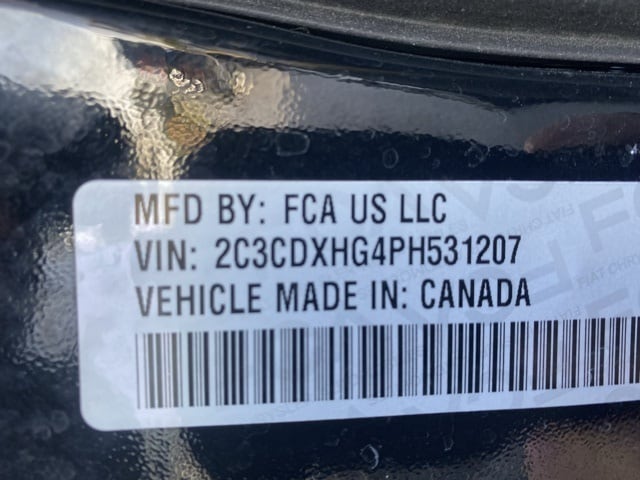 MFD BY: FCA US LLC
VIN: 2C3CDXHG4PH531207
VEHICLE MADE IN: CANADA